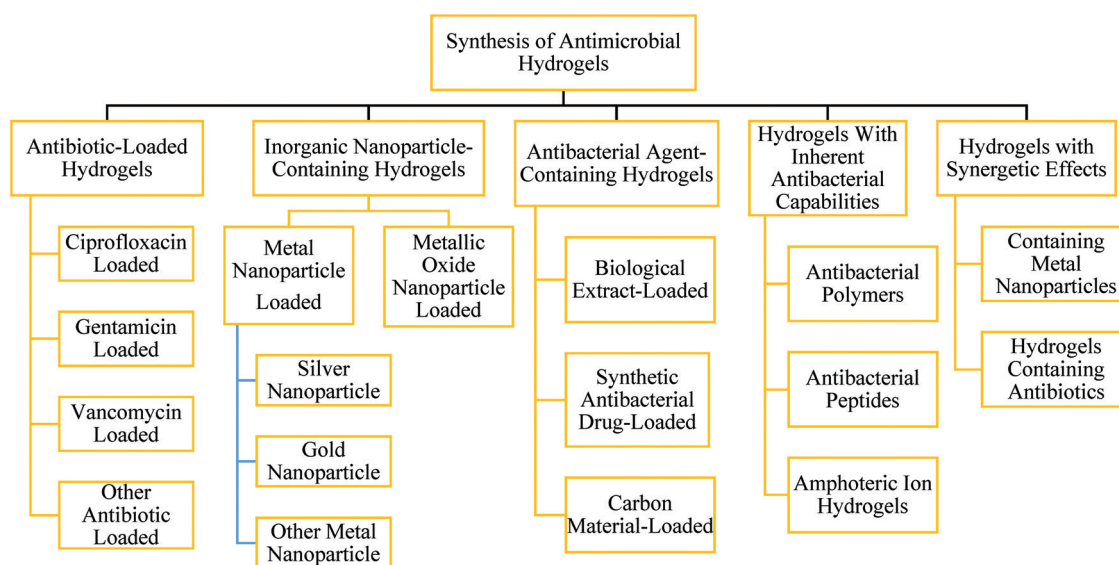 Synthesis of Antimicrobial
Hydrogels
Antibiotic-Loaded
Hydrogels
Ciprofloxacin
Loaded
Gentamicin
Loaded
Vancomycin
Loaded
Other
Antibiotic
Loaded
Inorganic Nanoparticle-
Containing Hydrogels
Metal
Nanoparticle
Loaded
Silver
Nanoparticle
Gold
Nanoparticle
Other Metal
Nanoparticle
Metallic
Oxide
Nanoparticle
Loaded
Antibacterial Agent-
Containing Hydrogels
Biological
Extract-Loaded
Synthetic
Antibacterial
Drug-Loaded
Carbon
Material-Loaded
Hydrogels With
Inherent
Antibacterial
Capabilities
Antibacterial
Polymers
Antibacterial
Peptides
Amphoteric Ion
Hydrogels
Hydrogels with
Synergetic Effects
Containing
Metal
Nanoparticles
Hydrogels
Containing
Antibiotics